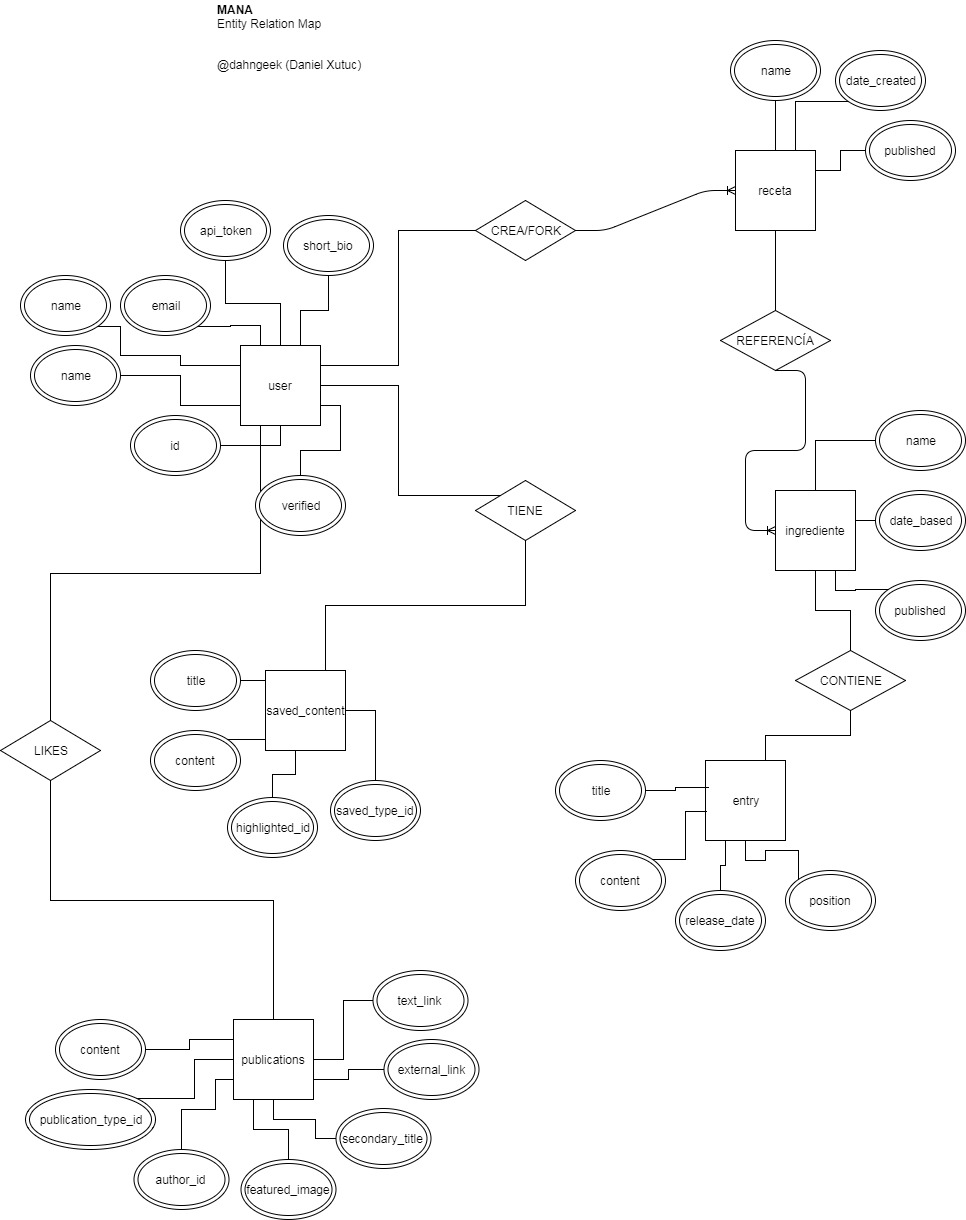 MANA
Entity Relation Map
@dahngeek (Daniel Xutuc)
name
date_created
published
receta
CREA/FORK
api_token
short_bio
name
email
name
user
id
verified
REFERENCÍA
name
date_based
ingrediente
published
TIENE
CONTIENE
title
saved_content
content
highlighted_id
saved_type_id
LIKES
title
entry
content
release_date
position
text_link
content
publications
external_link
publication_type_id
secondary_title
author_id
featured_image